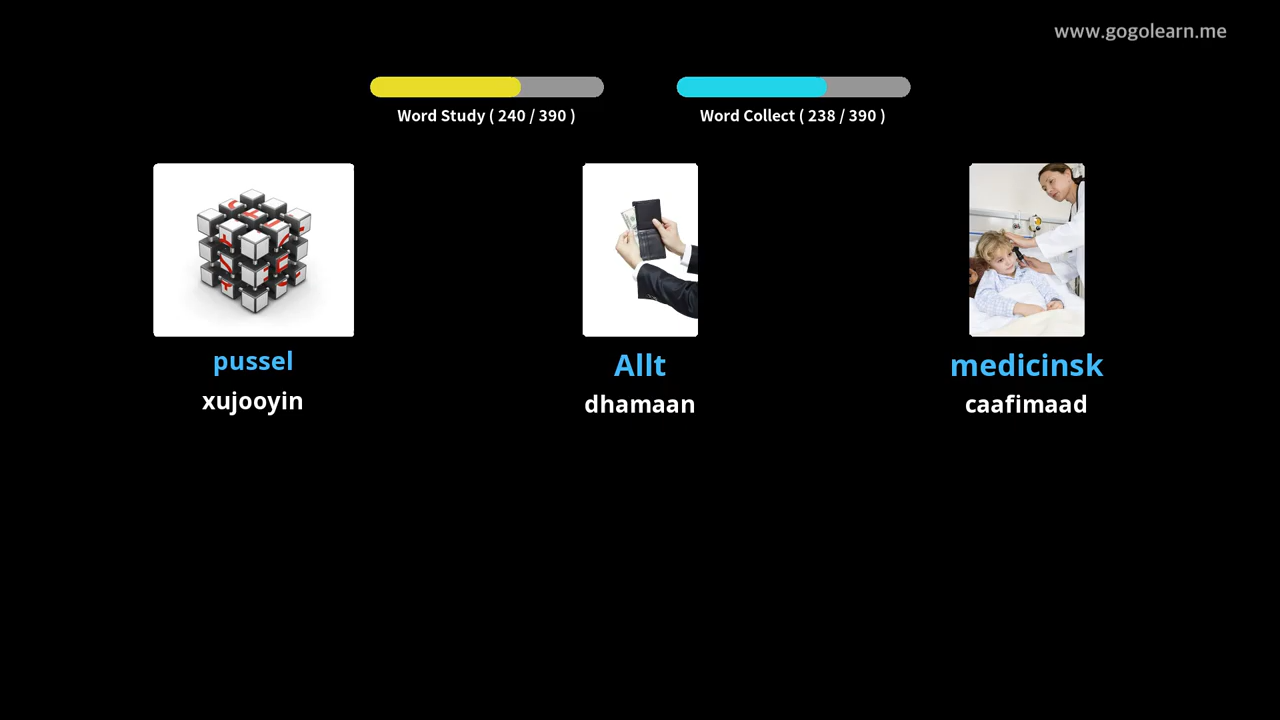 www.gogolearn.me
Word Study ( 240 / 390 )
Word Collect ( 238 / 390 )
pussel
xujooyin
Allt
dhamaan
medicinsk
caafimaad